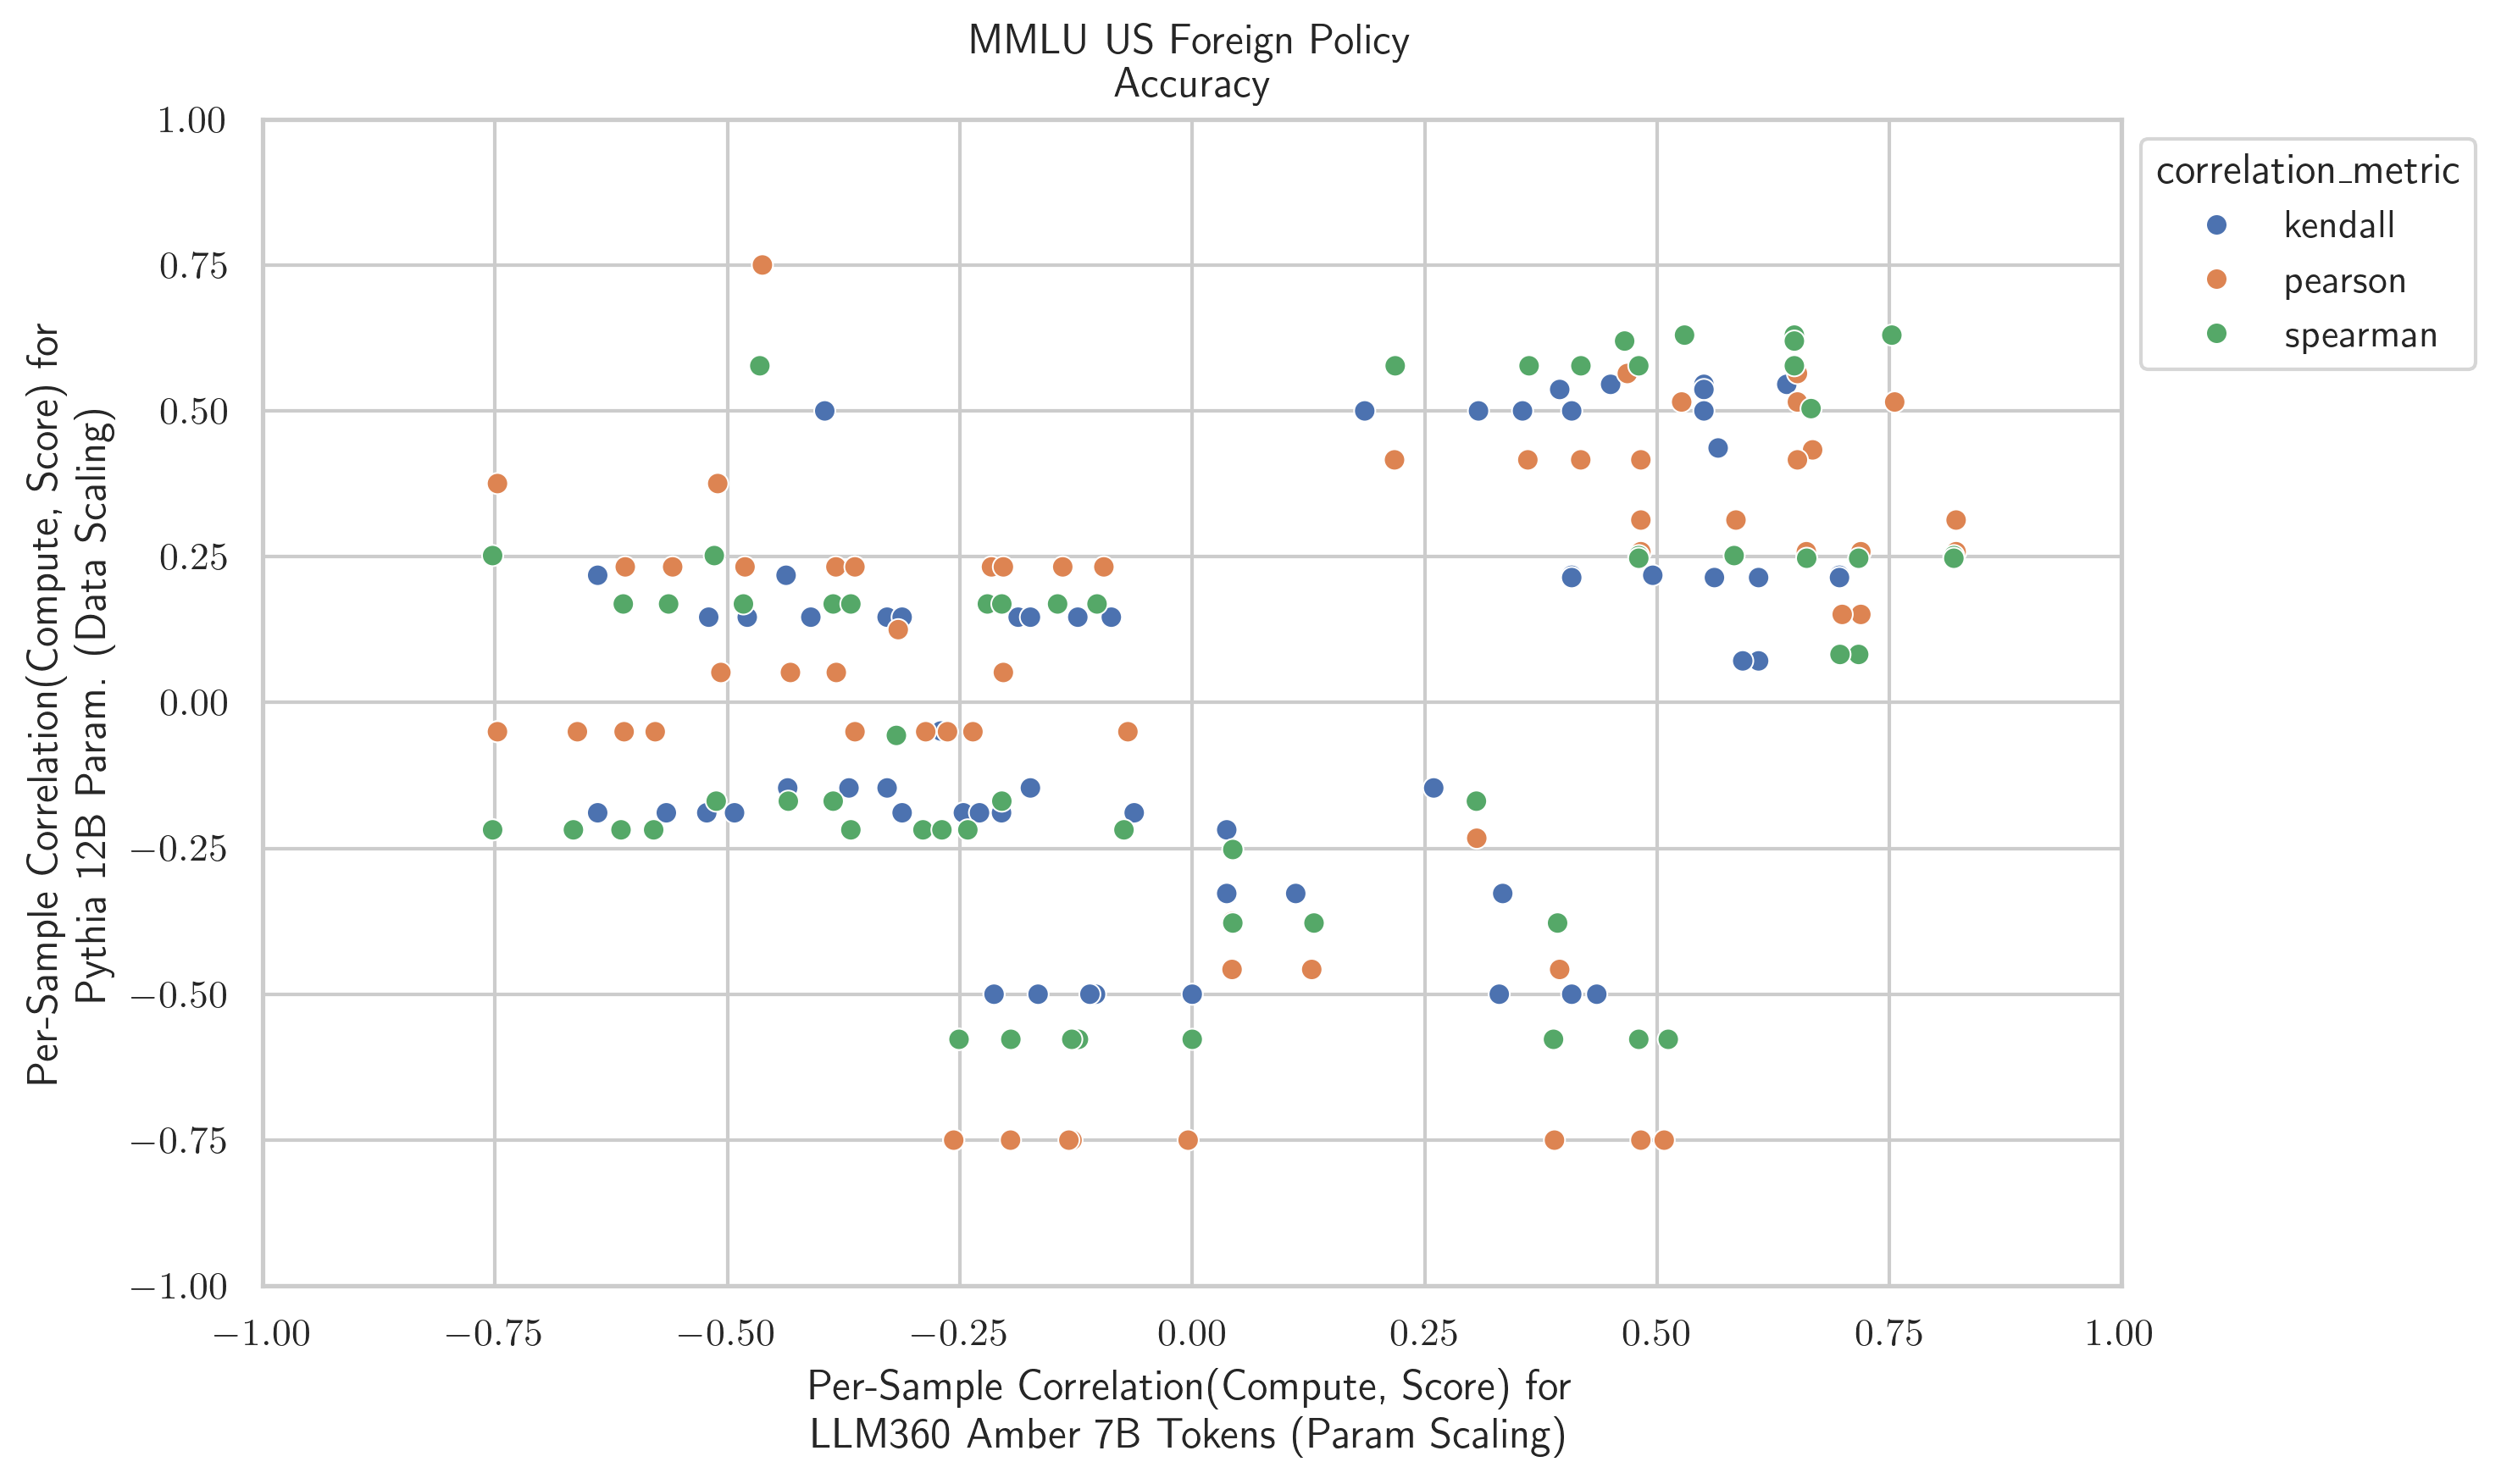 MMLU US Foreign Policy
Accuracy
1.00
0.75
0.50
0.25
0.00
−0.25
−0.50
−0.75
−1.00
Per-Sample Correlation(Compute, Score) for
Pythia 12B Param. (Data Scaling)
−1.00 −0.75 −0.50 −0.25 0.00 0.25 0.50 0.75 1.00
Per-Sample Correlation(Compute, Score) for
LLM360 Amber 7B Tokens (Param Scaling)
correlation_metric
kendall
pearson
spearman